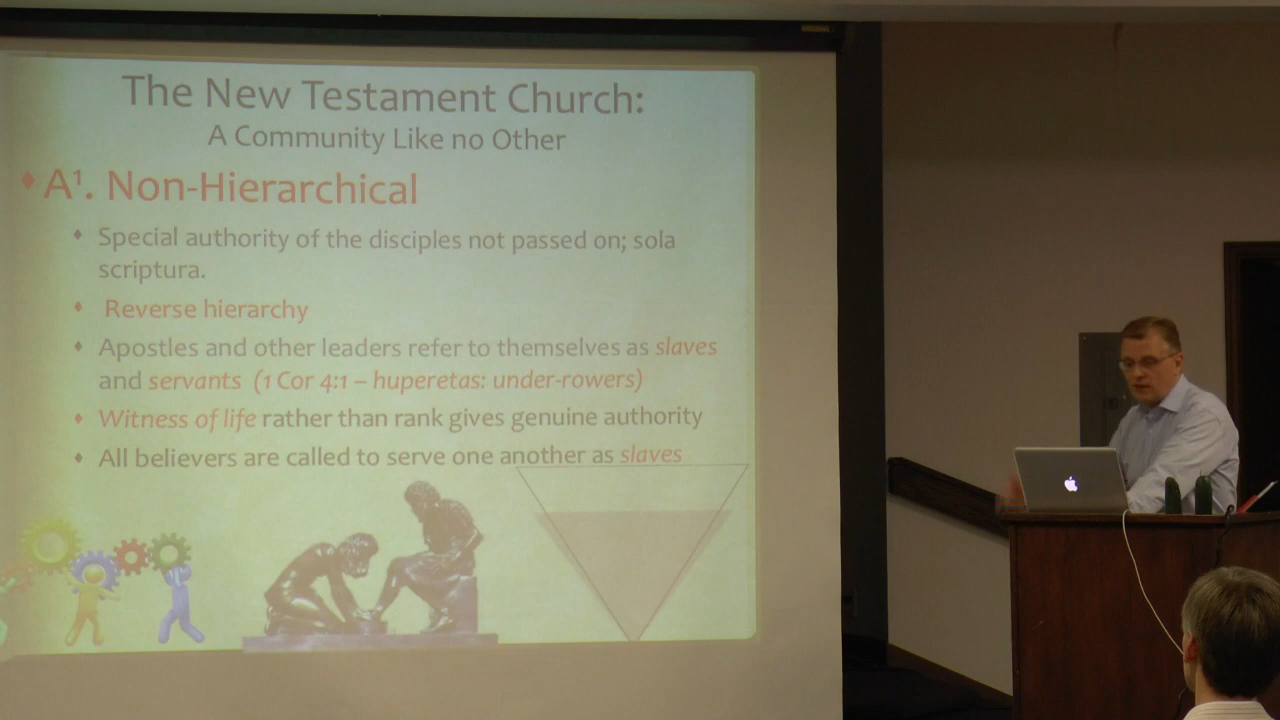 The New Testament Church:
A Community Like no Other
A¹. Non-Hierarchical
Special authority of the disciples not passed on; sola
scriptura.
Reverse hierarchy
Apostles and other leaders refer to themselves as slaves
and servants (1 Cor 4:1 – huperetas: under-rowers)
Witness of life rather than rank gives genuine authority
All believers are called to serve one another as slaves